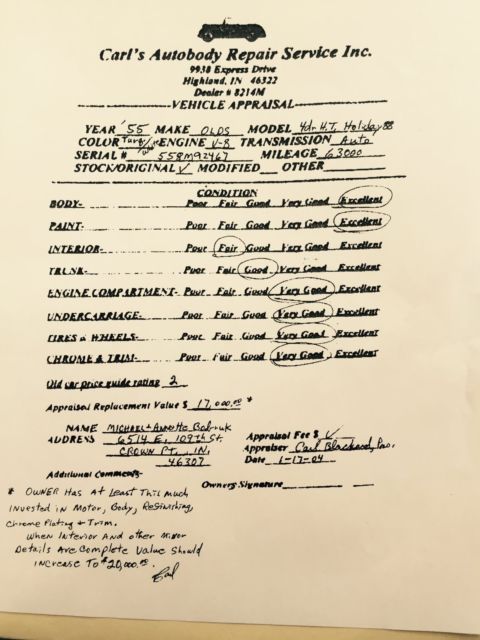 Carl's Autobody Repair Service Inc.
9938 Express Drive
Highland, IN 46322
Dealer # 8214M
VEHICLE APPRAISAL
YEAR '55 MAKE OLDS MODEL 4dr H.T. Holiday 88
COLOR Turq/wht ENGINE V-8 TRANSMISSION Auto
SERIAL # 558M92467 MILEAGE 63000
STOCK/ORIGINAL ✓ MODIFIED OTHER
CONDITION
BODY- Poor Fair Good Very Good Excellent
PAINT- Poor Fair Good Very Good Excellent
INTERIOR- Poor Fair Good Very Good Excellent
TRUNK- Poor Fair Good Very Good Excellent
ENGINE COMPARTMENT- Poor Fair Good Very Good Excellent
UNDERCARRIAGE- Poor Fair Good Very Good Excellent
TIRES & WHEELS- Poor Fair Good Very Good Excellent
CHROME & TRIM- Poor Fair Good Very Good Excellent
Old car price guide rating 2
Appraisal Replacement Value $ 17,000.00 *
NAME MICHAEL + Annette
ADDRESS 6514 E. 109th St.
CROWN PT., IN.
46307
Appraisal Fee $ ✓
Appraiser Carl Blanchard, Pres.
Date 1-17-04
Additional Comments-
Owners Signature
* OWNER Has At Least This much
Invested in Motor, Body, Refinishing,
Chrome Plating + Trim.
When Interior And other minor
Details Are Complete Value Should
Increase To $20,000.00
Carl